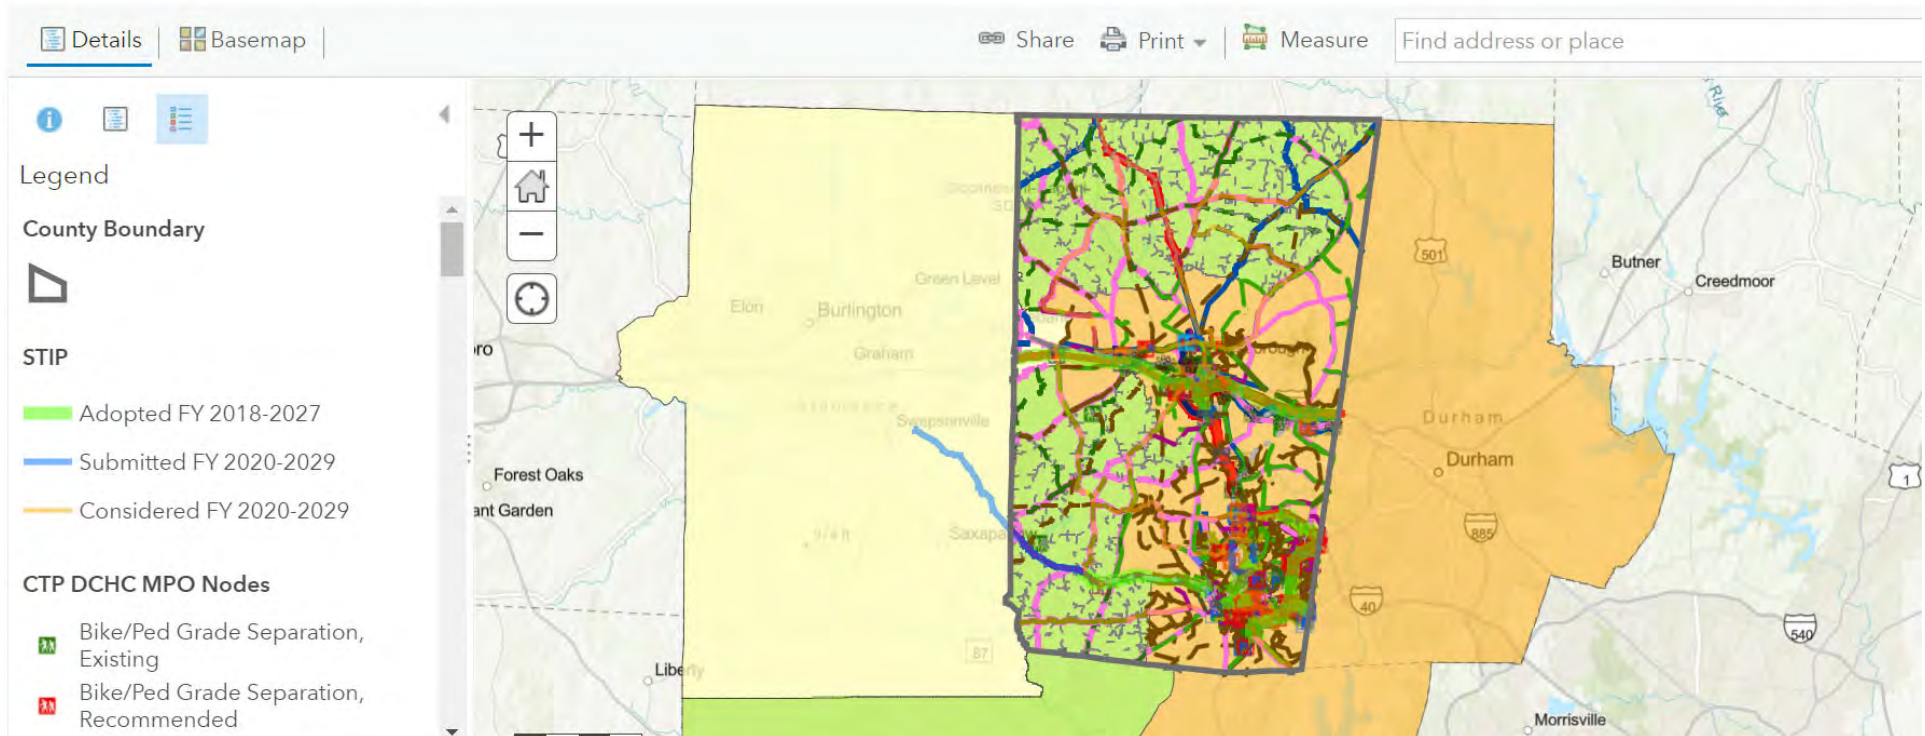 Details
Basemap
Share
Print
Measure
Find address or place
Legend
County Boundary
STIP
Adopted FY 2018-2027
Submitted FY 2020-2029
Considered FY 2020-2029
CTP DCHC MPO Nodes
Bike/Ped Grade Separation,
Existing
Bike/Ped Grade Separation,
Recommended
River
501
Butner
Creedmoor
Green Level
Elon
Burlington
Graham
ro
Swepsonville
Durham
Durham
Forest Oaks
ant Garden
1
885
40
540
87
Liberty
Morrisville